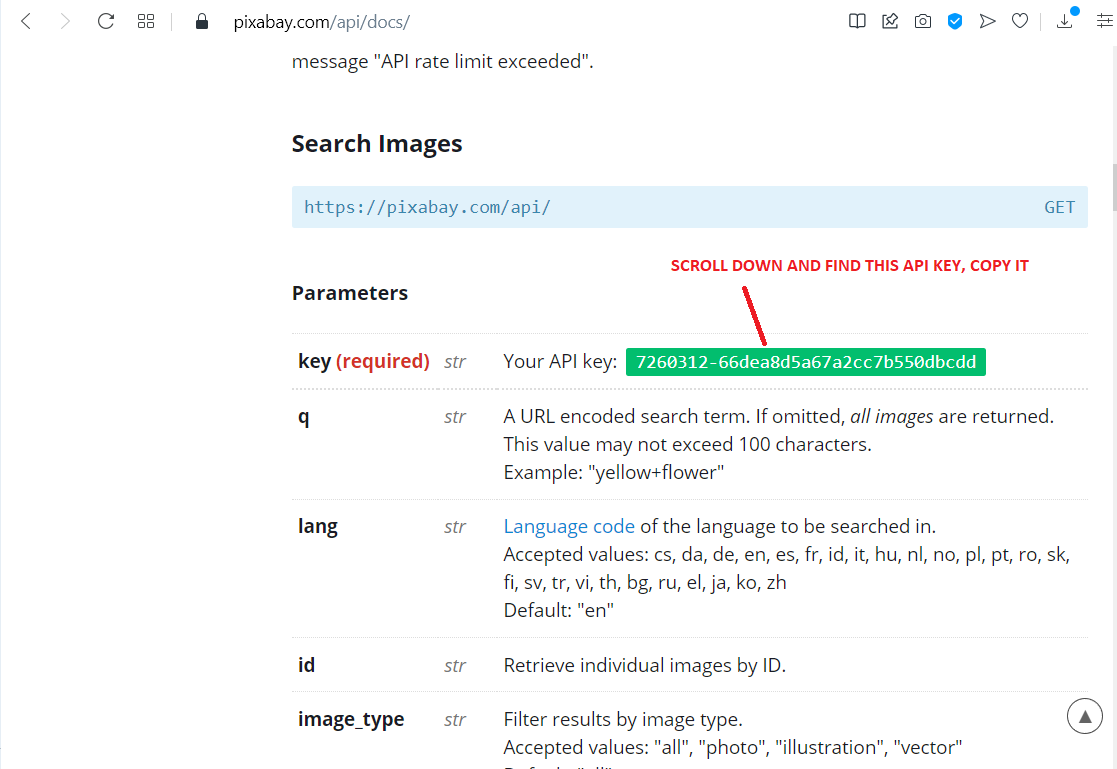 pixabay.com/api/docs/
message "API rate limit exceeded".
Search Images
https://pixabay.com/api/ GET
SCROLL DOWN AND FIND THIS API KEY, COPY IT
Parameters
key (required) str Your API key: 7260312-66dea8d5a67a2cc7b550dbcdd
q str A URL encoded search term. If omitted, all images are returned.
This value may not exceed 100 characters.
Example: "yellow+flower"
lang str Language code of the language to be searched in.
Accepted values: cs, da, de, en, es, fr, id, it, hu, nl, no, pl, pt, ro, sk,
fi, sv, tr, vi, th, bg, ru, el, ja, ko, zh
Default: "en"
id str Retrieve individual images by ID.
image_type str Filter results by image type.
Accepted values: "all", "photo", "illustration", "vector"